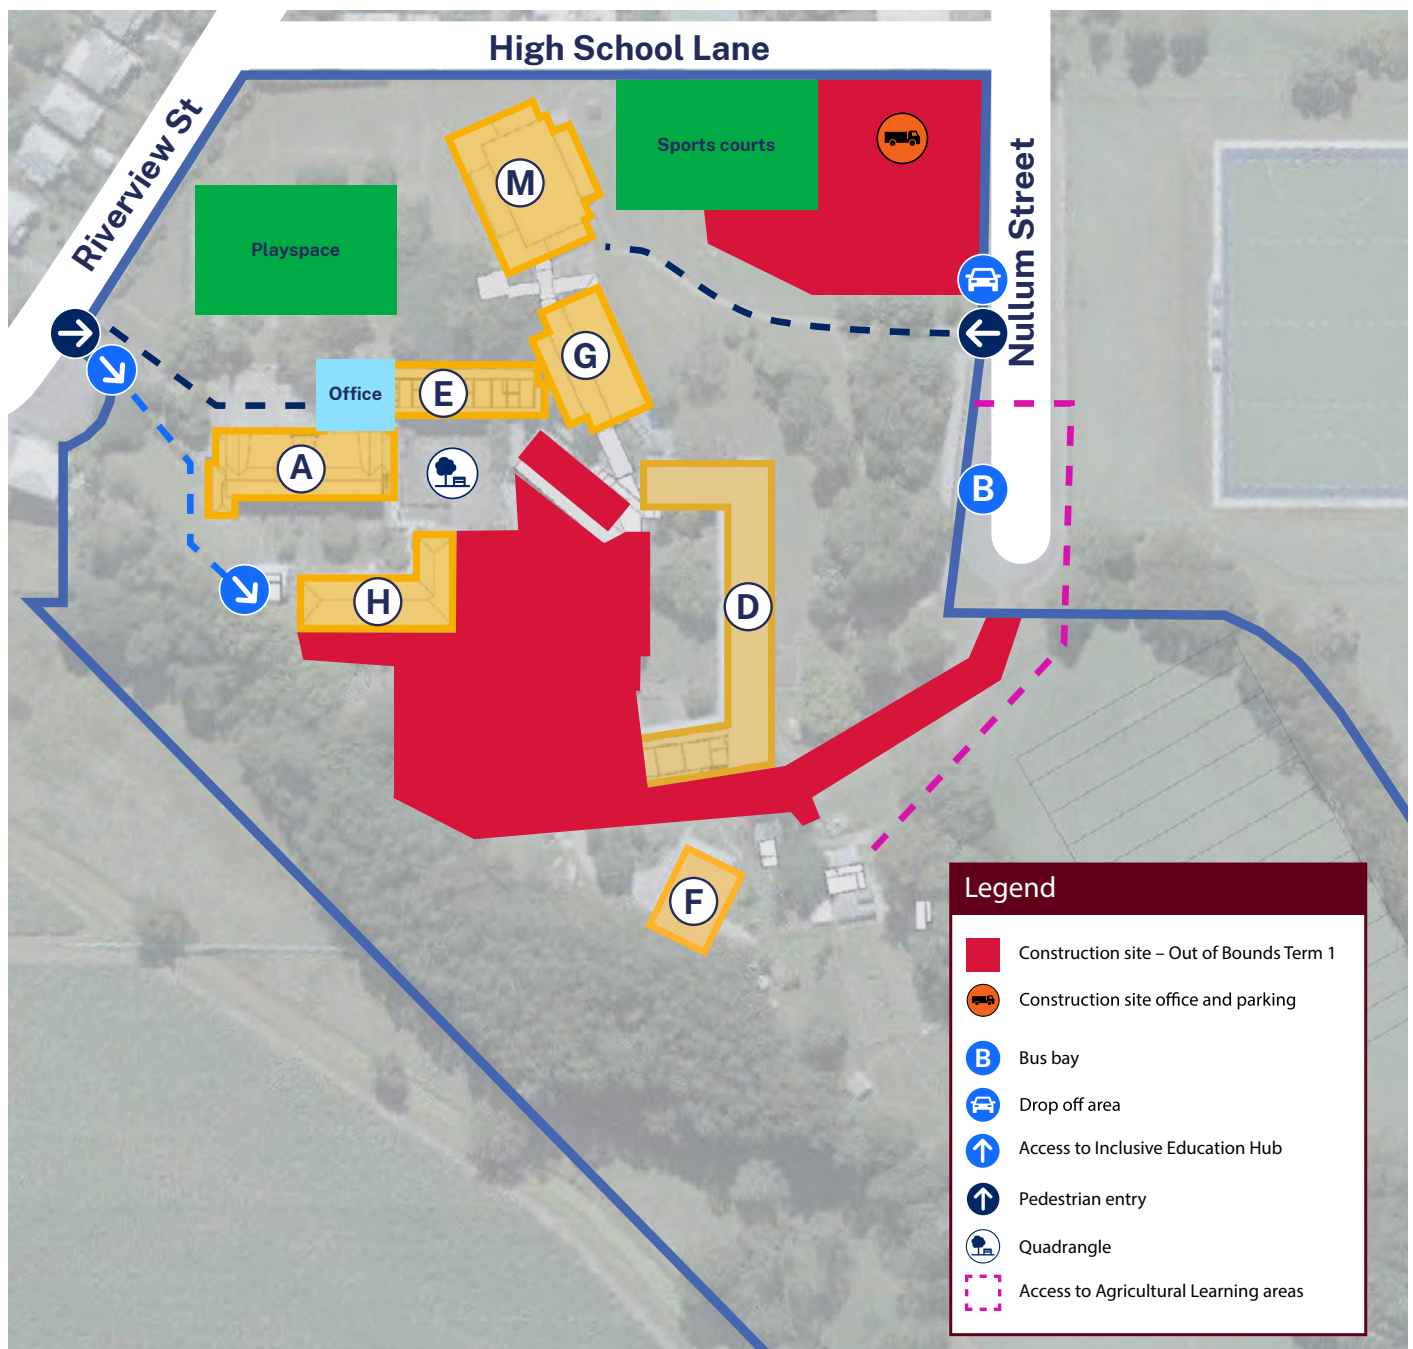 High School Lane
Riverview St
Nullum Street
Sports courts
M
Playspace
G
Office
E
A
B
H
D
F
Legend
Construction site – Out of Bounds Term 1
Construction site office and parking
B
Bus bay
Drop off area
Access to Inclusive Education Hub
Pedestrian entry
Quadrangle
Access to Agricultural Learning areas